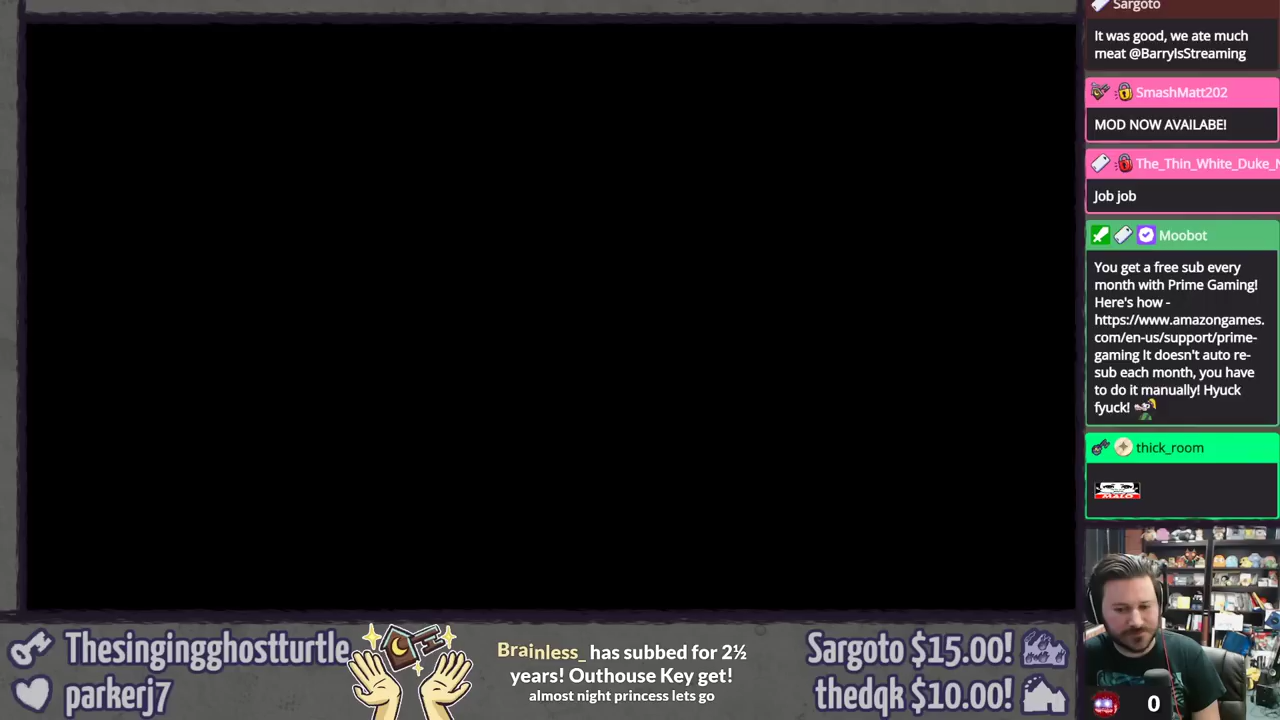 Sargoto
It was good, we ate much
meat @BarryIsStreaming
SmashMatt202
MOD NOW AVAILABE!
The_Thin_White_Duke_
Job job
Moobot
You get a free sub every
month with Prime Gaming!
Here's how -
https://www.amazongames.
com/en-us/support/prime-
gaming It doesn't auto re-
sub each month, you have
to do it manually! Hyuck
fyuck!
thick_room
MALO
Thesingingghostturtle
parkerj7
Brainless_ has subbed for 2½
years! Outhouse Key get!
almost night princess lets go
Sargoto $15.00!
thedqk $10.00!
0